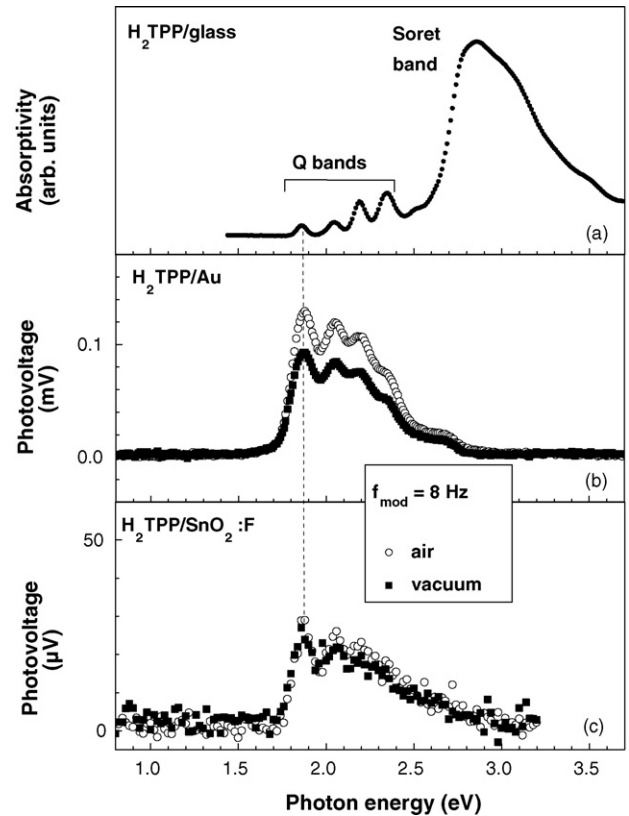 H2TPP/glass
Soret
band
Q bands
Absorptivity
(arb. units)
(a)
H2TPP/Au
0.1
0.0
Photovoltage
(mV)
(b)
fmod = 8 Hz
air
vacuum
H2TPP/SnO2 :F
50
0
Photovoltage
(µV)
(c)
1.0 1.5 2.0 2.5 3.0 3.5
Photon energy (eV)